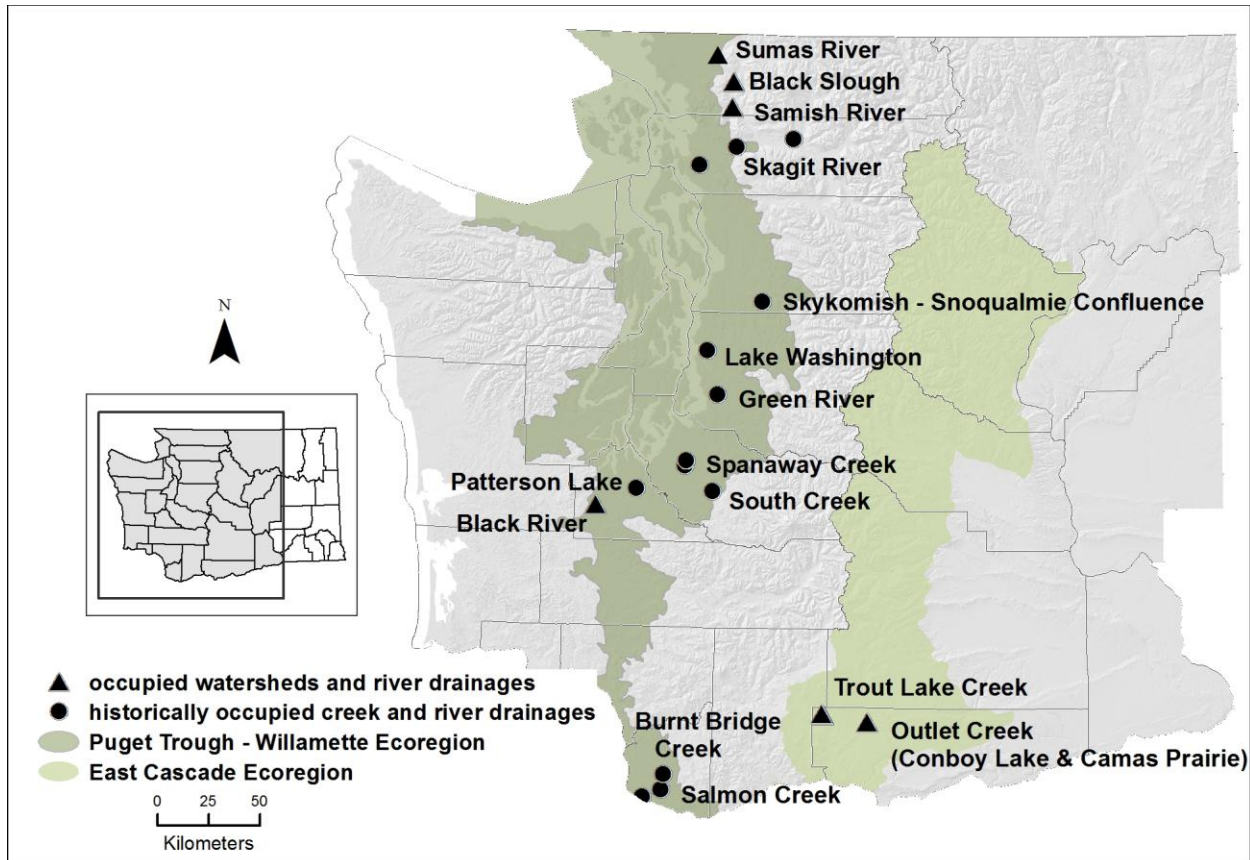 Sumas River
Black Slough
Samish River
Skagit River
Skykomish - Snoqualmie Confluence
Lake Washington
Green River
Spanaway Creek
Patterson Lake
South Creek
Black River
N
occupied watersheds and river drainages
historically occupied creek and river drainages
Puget Trough - Willamette Ecoregion
East Cascade Ecoregion
0 25 50
Kilometers
Trout Lake Creek
Burnt Bridge
Creek
Outlet Creek
(Conboy Lake & Camas Prairie)
Salmon Creek